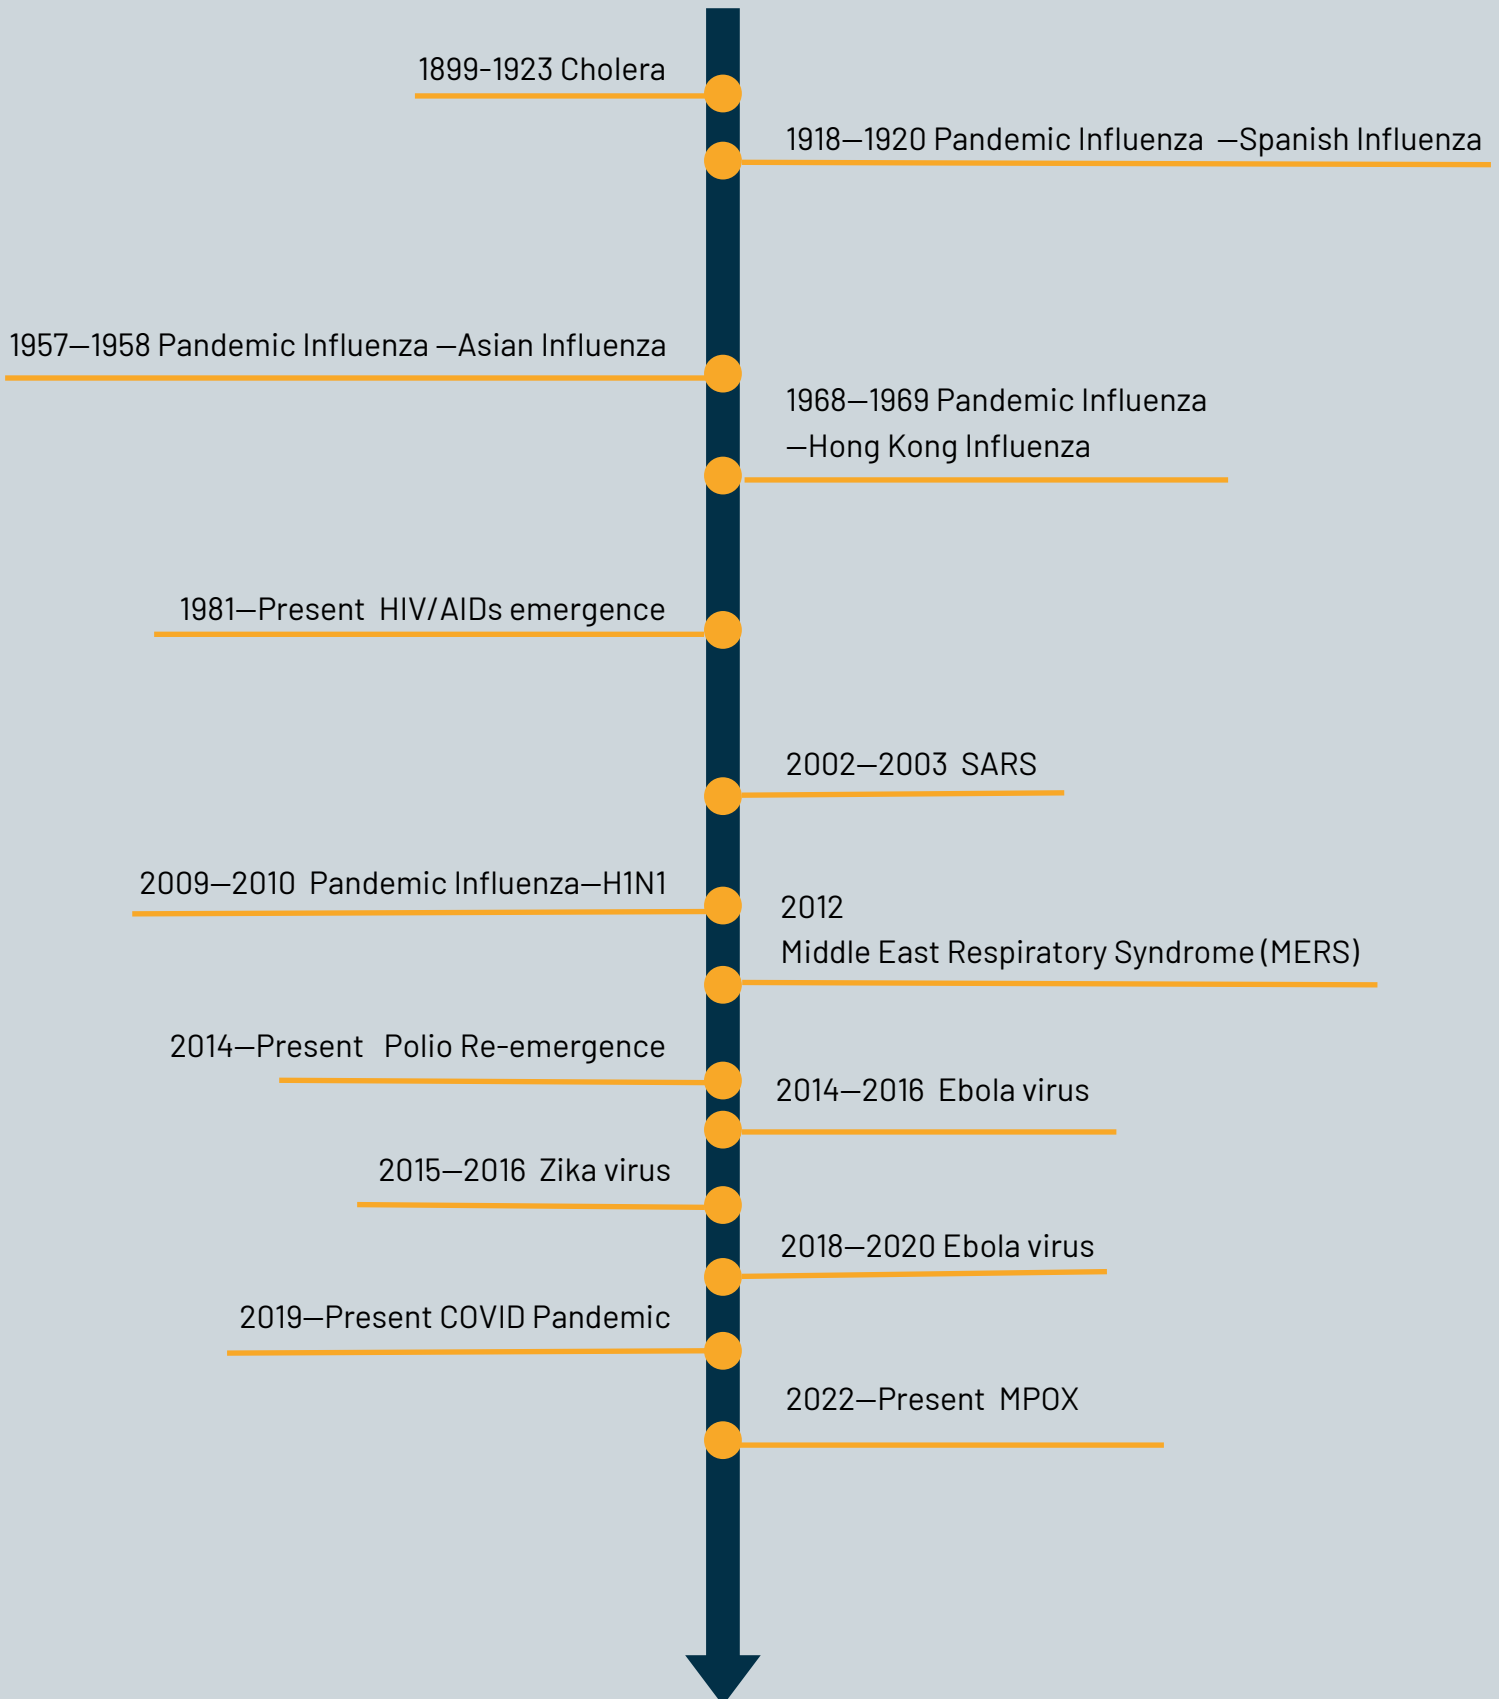 1899-1923 Cholera
1918—1920 Pandemic Influenza —Spanish Influenza
1957—1958 Pandemic Influenza —Asian Influenza
1968—1969 Pandemic Influenza
—Hong Kong Influenza
1981—Present HIV/AIDs emergence
2002—2003 SARS
2009—2010 Pandemic Influenza—H1N1
2012
Middle East Respiratory Syndrome (MERS)
2014—Present Polio Re-emergence
2014—2016 Ebola virus
2015—2016 Zika virus
2018—2020 Ebola virus
2019—Present COVID Pandemic
2022—Present MPOX